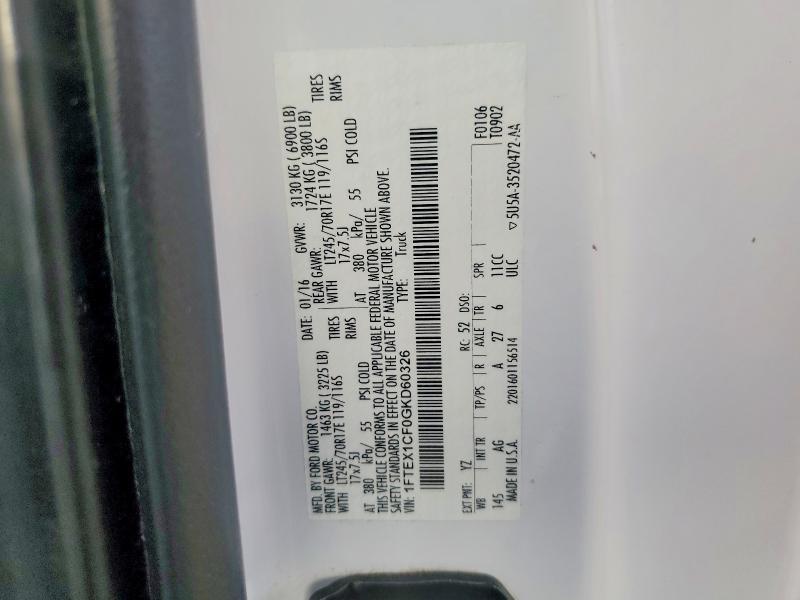 MFD. BY FORD MOTOR CO.
DATE: 01/16 GVWR: 3130 KG ( 6900 LB)
FRONT GAWR: 1463 KG ( 3225 LB) REAR GAWR: 1724 KG ( 3800 LB)
WITH LT245/70R17E 119/116S TIRES WITH LT245/70R17E 119/116S TIRES
17x7.5J RIMS 17x7.5J RIMS
AT 380 kPa/ 55 PSI COLD AT 380 kPa/ 55 PSI COLD
THIS VEHICLE CONFORMS TO ALL APPLICABLE FEDERAL MOTOR VEHICLE
SAFETY STANDARDS IN EFFECT ON THE DATE OF MANUFACTURE SHOWN ABOVE.
VIN: 1FTEX1CF0GKD60326 TYPE: Truck
EXT PNT: YZ RC: 52 DSO: F0106
WB INT TR TP/PS R AXLE TR SPR T0902
145 AG A 27 6 11CC
MADE IN U.S.A. 2201601156514 ULC ▽ 5U5A-3520472-AA